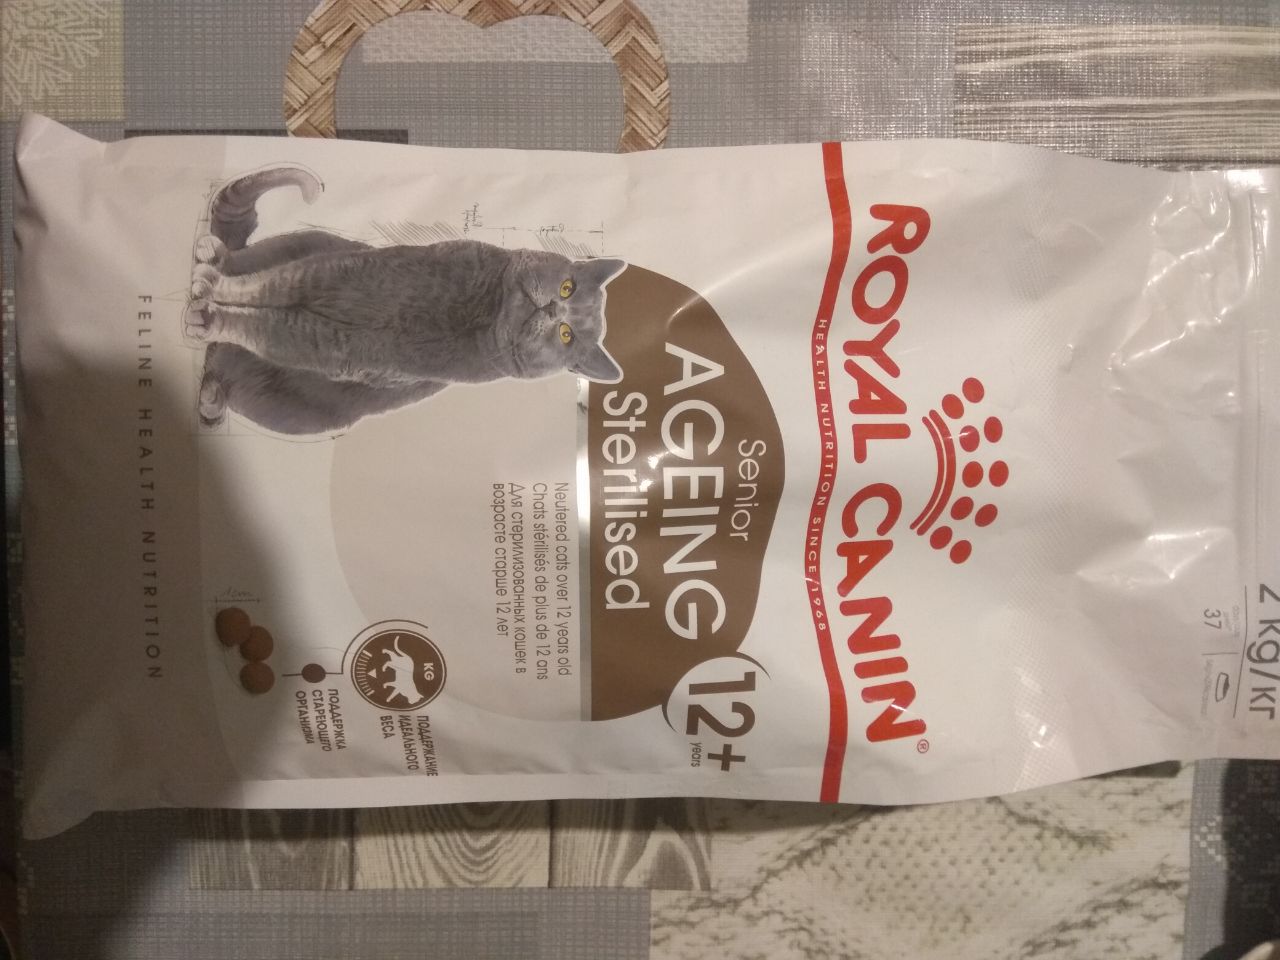 2 kg/кг
37
ROYAL CANIN®
HEALTH NUTRITION SINCE 1968
Senior
AGEING
12+
years
Sterilised
Neutered cats over 12 years old
Chats stérilisés de plus de 12 ans
Для стерилизованных кошек в
возрасте старше 12 лет
KG
ПОДДЕРЖАНИЕ
ИДЕАЛЬНОГО
ВЕСА
ПОДДЕРЖКА
СТАРЕЮЩЕГО
ОРГАНИЗМА
1cm
FELINE HEALTH NUTRITION